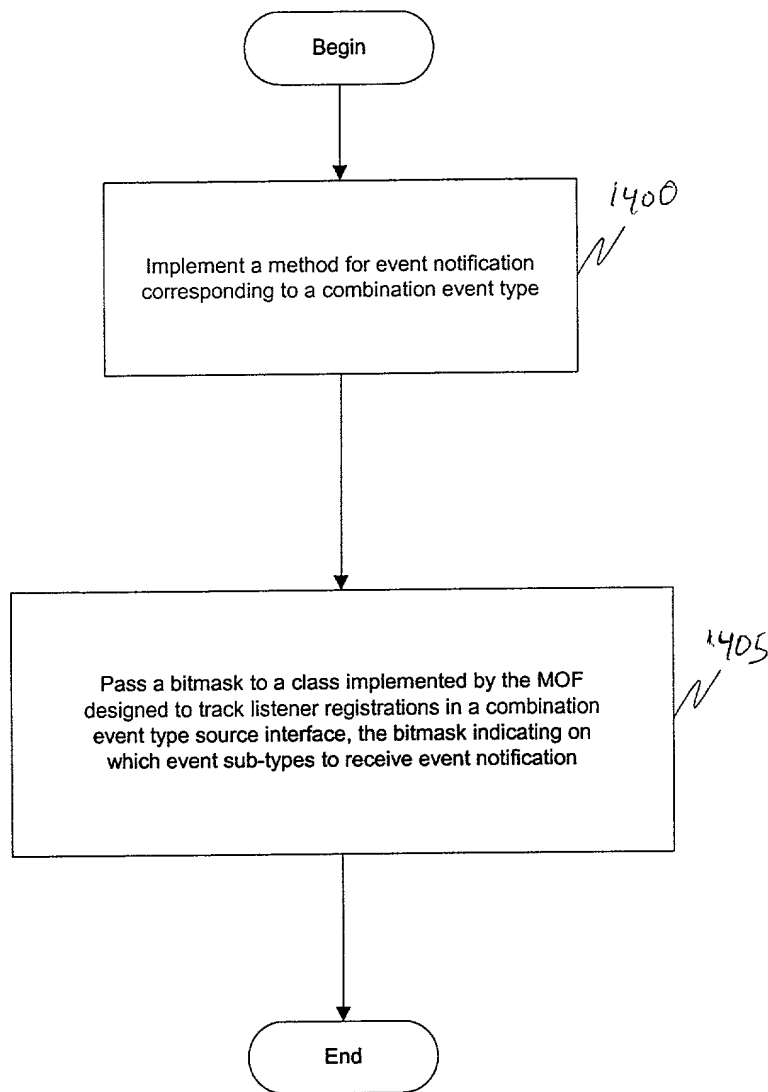 Begin
1400
Implement a method for event notification
corresponding to a combination event type
1405
Pass a bitmask to a class implemented by the MOF
designed to track listener registrations in a combination
event type source interface, the bitmask indicating on
which event sub-types to receive event notification
End